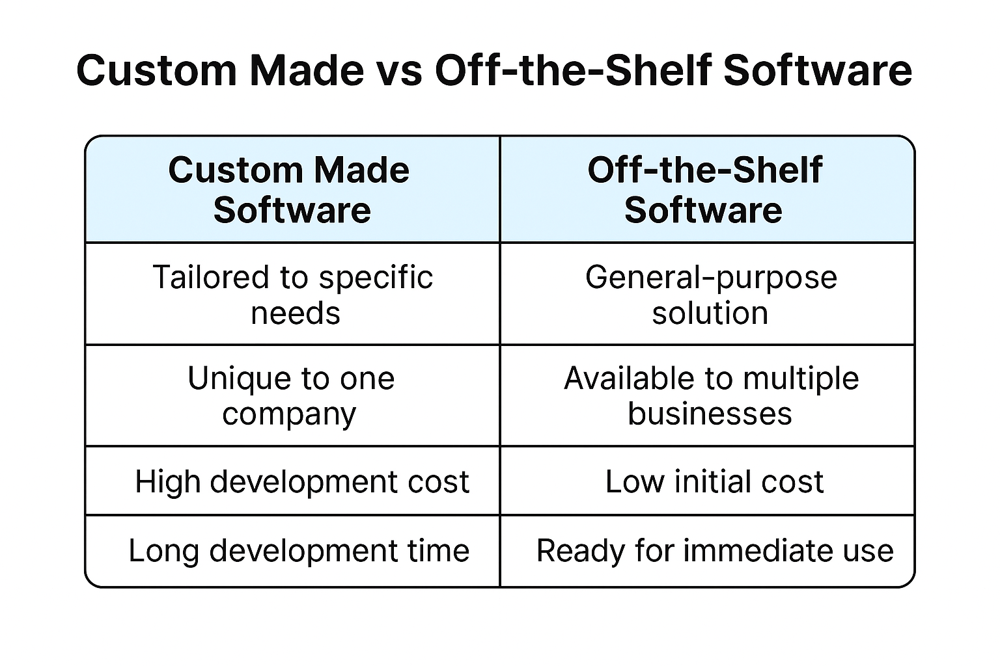 Custom Made vs Off-the-Shelf Software
Custom Made
Software
Off-the-Shelf
Software
Tailored to specific
needs
General-purpose
solution
Unique to one
company
Available to multiple
businesses
High development cost
Low initial cost
Long development time
Ready for immediate use